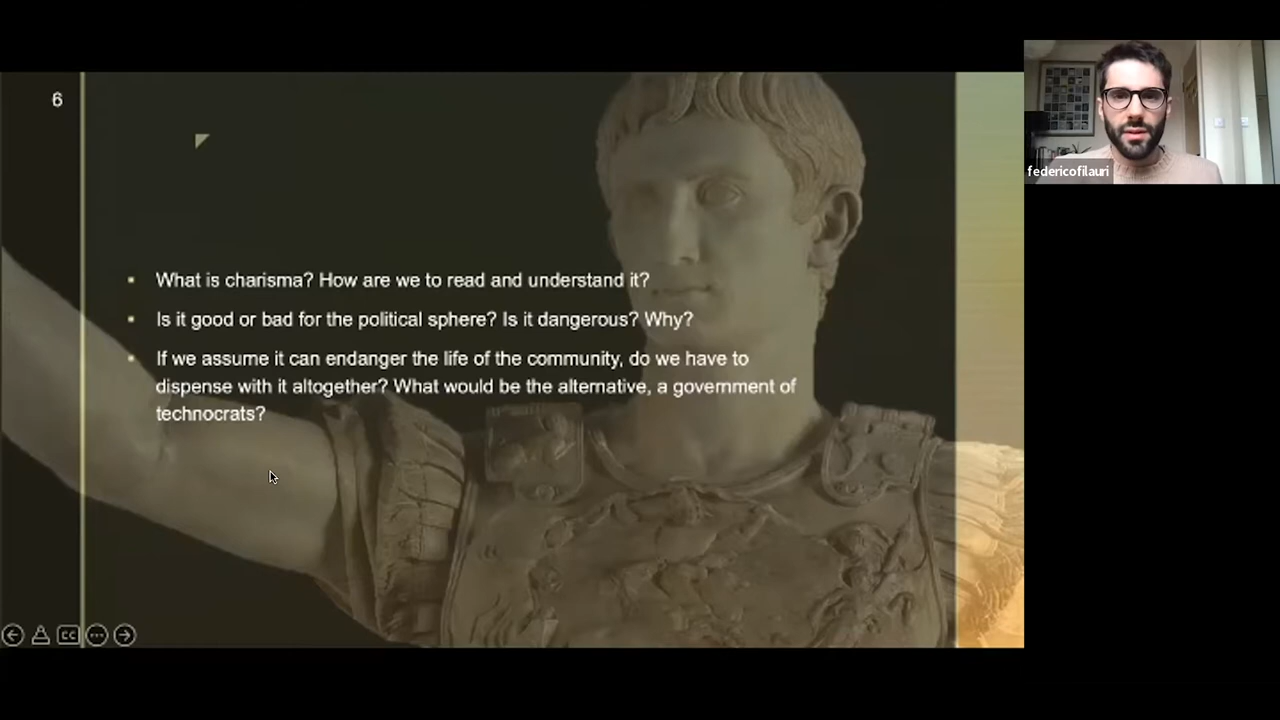 6
federicofilauri
What is charisma? How are we to read and understand it?
Is it good or bad for the political sphere? Is it dangerous? Why?
If we assume it can endanger the life of the community, do we have to
dispense with it altogether? What would be the alternative, a government of
technocrats?
CC